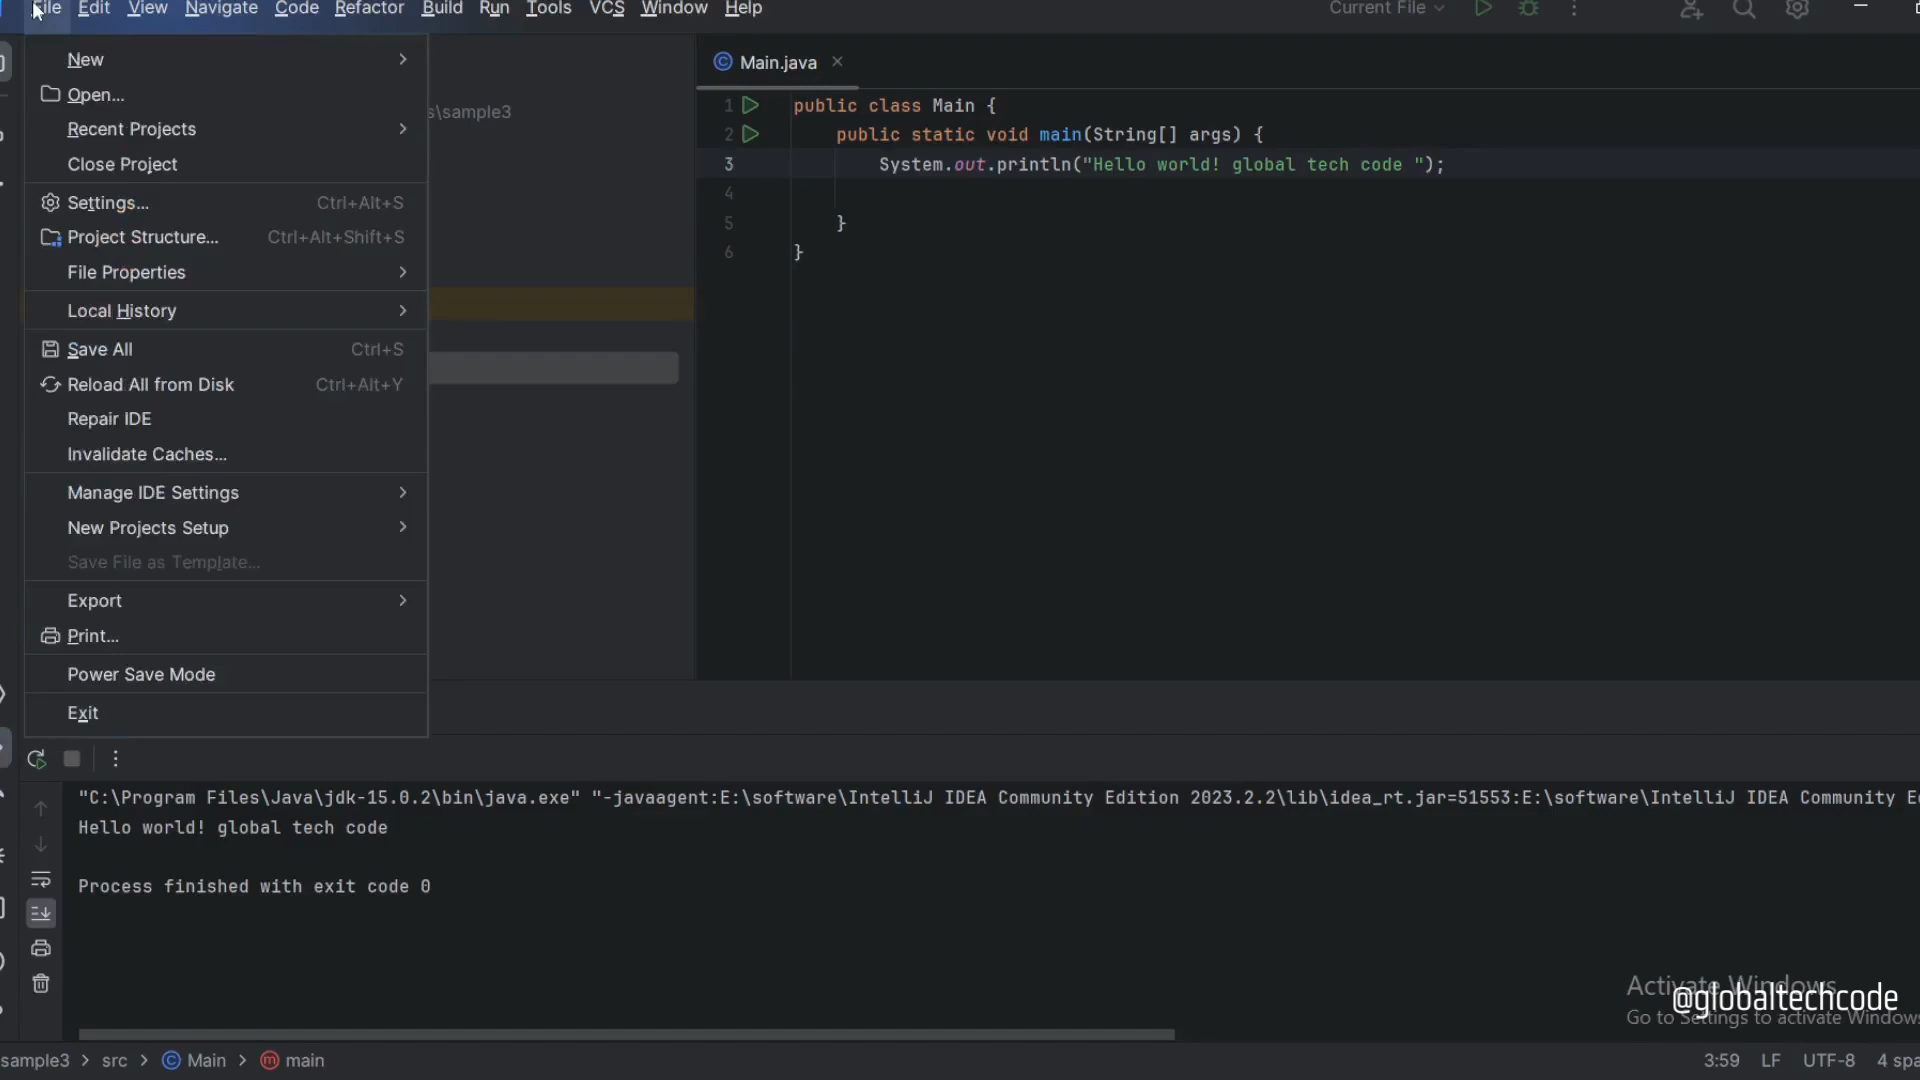 File Edit View Navigate Code Refactor Build Run Tools VCS Window Help Current File
New
Open...
Recent Projects
Close Project
Settings... Ctrl+Alt+S
Project Structure... Ctrl+Alt+Shift+S
File Properties
Local History
Save All Ctrl+S
Reload All from Disk Ctrl+Alt+Y
Repair IDE
Invalidate Caches...
Manage IDE Settings
New Projects Setup
Save File as Template...
Export
Print...
Power Save Mode
Exit
s\sample3
Main.java
1 public class Main {
2 public static void main(String[] args) {
3 System.out.println("Hello world! global tech code ");
4
5 }
6 }
"C:\Program Files\Java\jdk-15.0.2\bin\java.exe" "-javaagent:E:\software\IntelliJ IDEA Community Edition 2023.2.2\lib\idea_rt.jar=51553:E:\software\IntelliJ IDEA Community
Hello world! global tech code
Process finished with exit code 0
Activate Windows
@globaltechcode
Go to Settings to activate Windows
sample3 > src > Main > main 3:59 LF UTF-8 4 spa